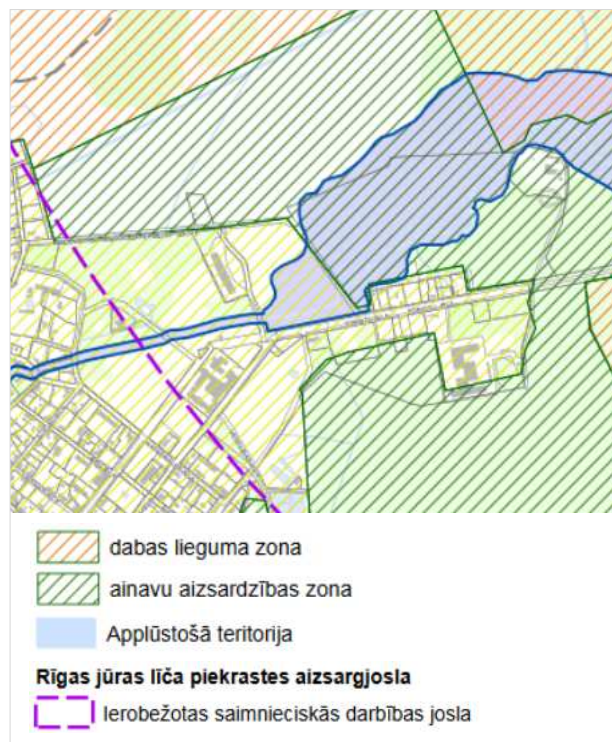 dabas lieguma zona
ainavu aizsardzības zona
Applūstošā teritorija
Rīgas jūras līča piekrastes aizsargjosla
Ierobežotas saimnieciskās darbības josla